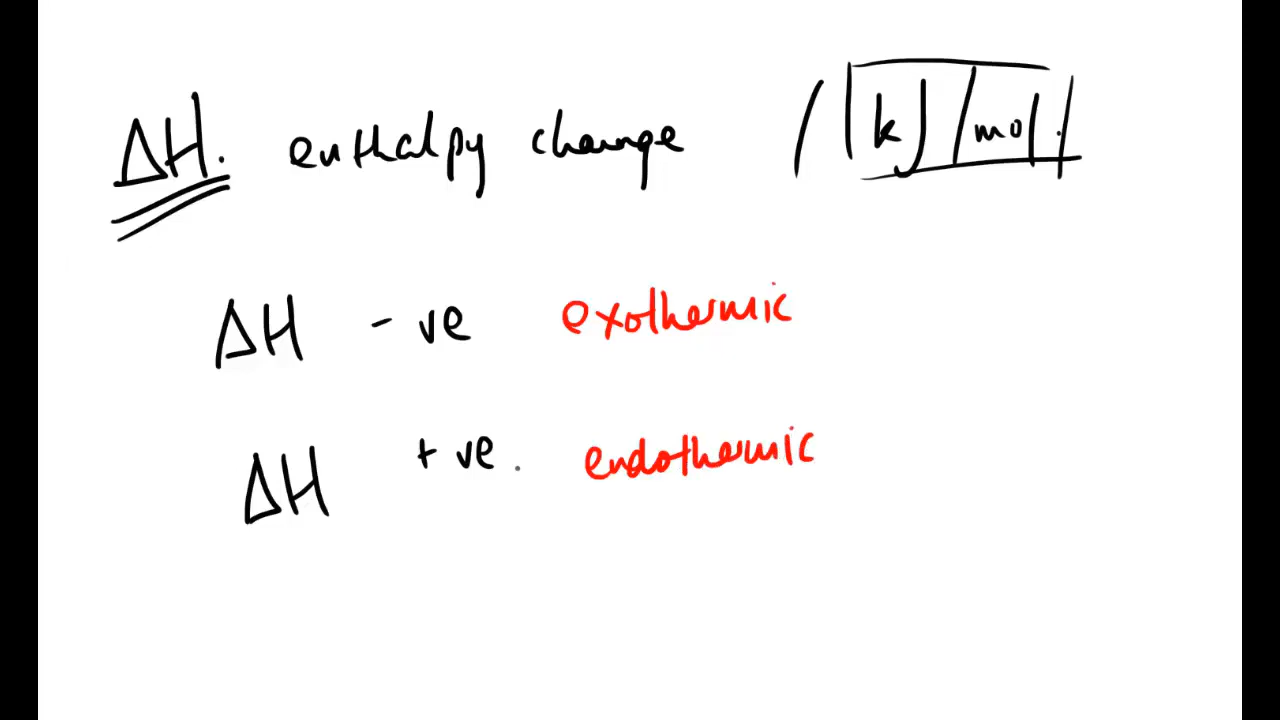 ΔH. enthalpy change / kJ/mol.
ΔH -ve exothermic
ΔH +ve. endothermic